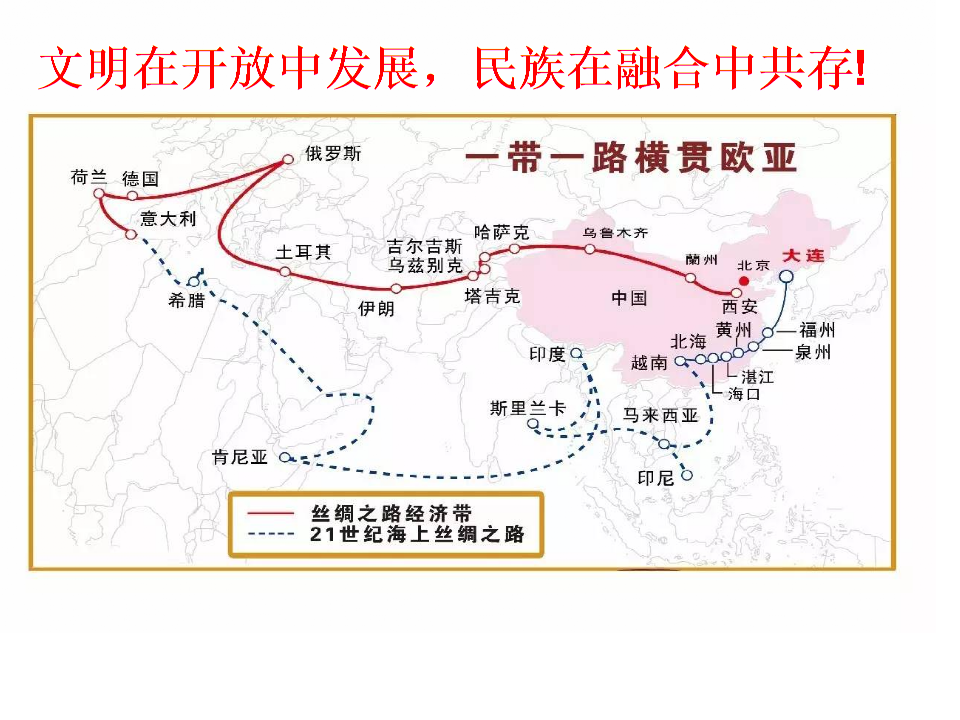 文明在开放中发展，民族在融合中共存!
一带一路横贯欧亚
俄罗斯
荷兰
德国
意大利
土耳其
吉尔吉斯
乌兹别克
哈萨克
乌鲁木齐
蘭州
北京
大连
希腊
伊朗
塔吉克
中国
西安
黄州
福州
北海
泉州
印度
越南
湛江
海口
斯里兰卡
马来西亚
肯尼亚
印尼
丝绸之路经济带
21世纪海上丝绸之路